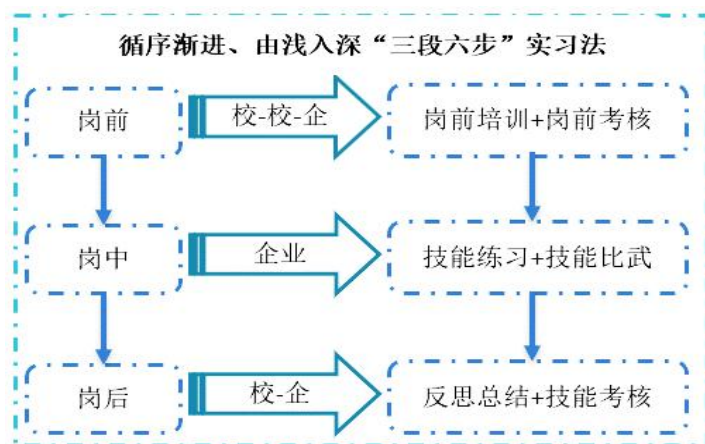 循序渐进、由浅入深“三段六步”实习法
岗前
校-校-企
岗前培训+岗前考核
岗中
企业
技能练习+技能比武
岗后
校-企
反思总结+技能考核